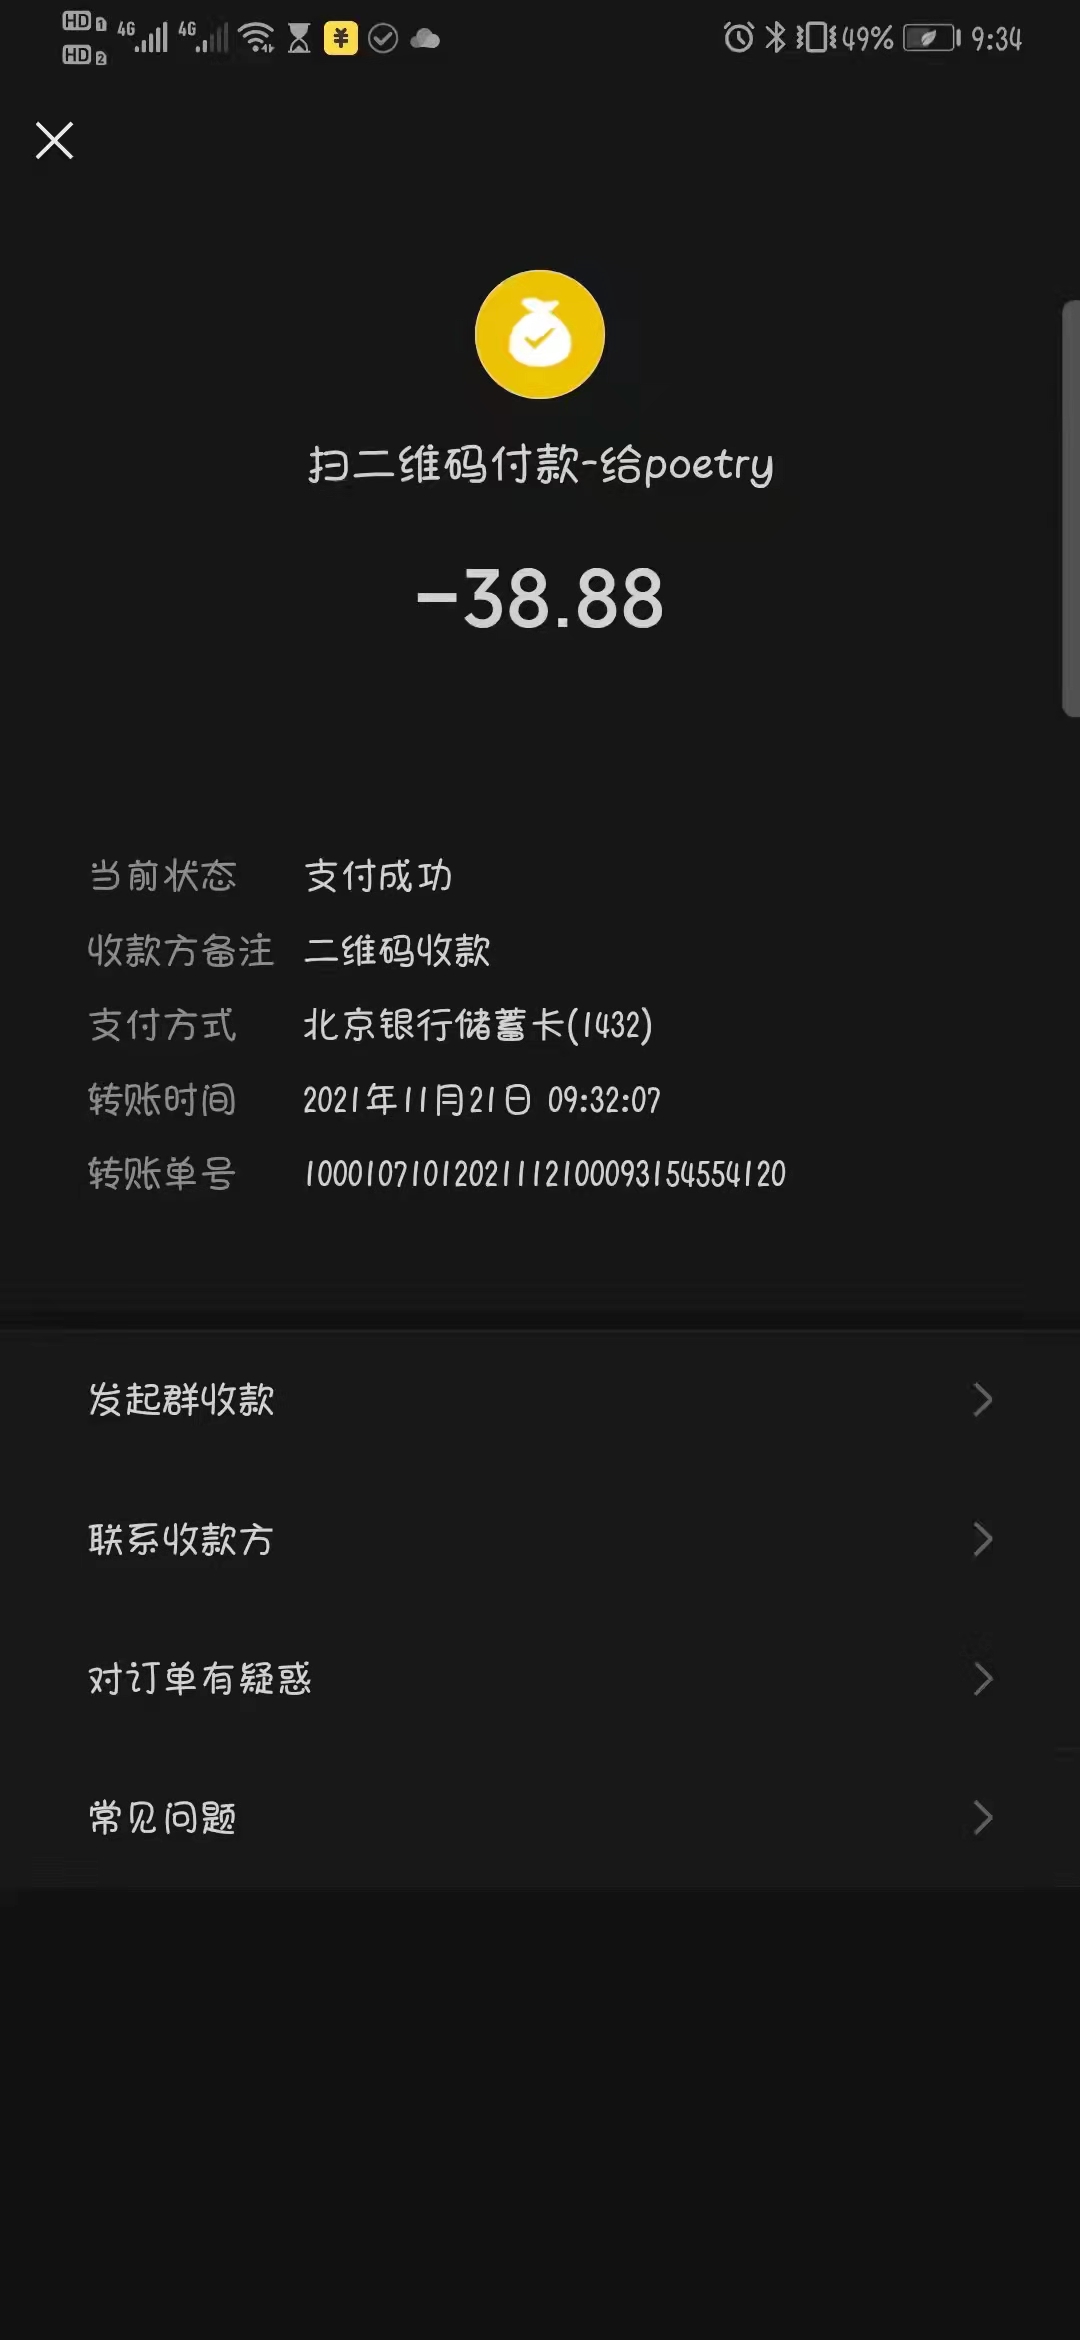 HD 1 4G 4G 49% 9:34
HD 2
扫二维码付款-给poetry
-38.88
当前状态 支付成功
收款方备注 二维码收款
支付方式 北京银行储蓄卡(1432)
转账时间 2021年11月21日 09:32:07
转账单号 10001071012021112100093154554120
发起群收款
联系收款方
对订单有疑惑
常见问题